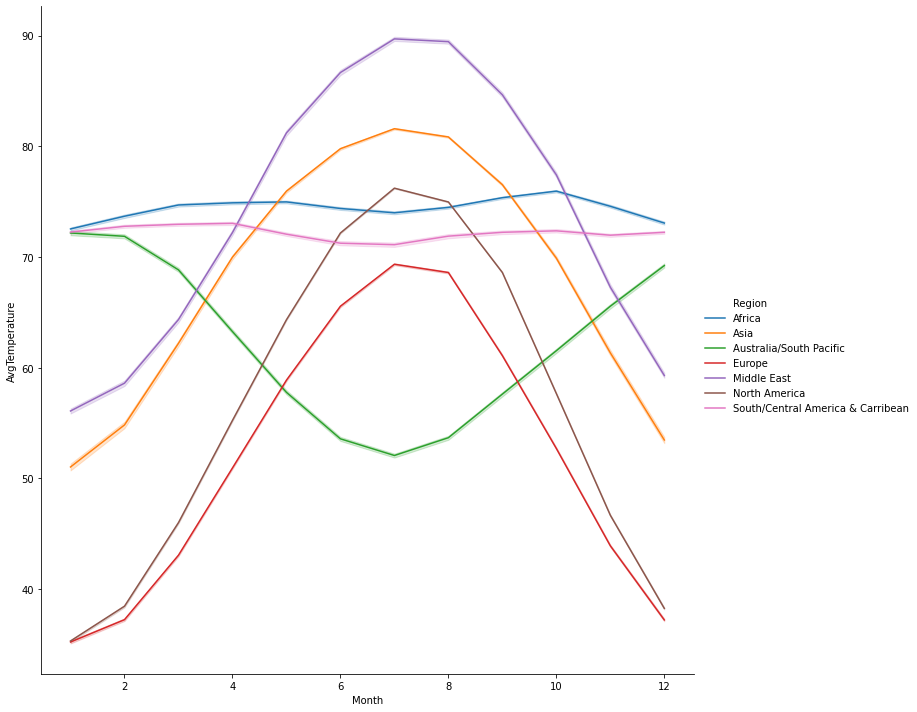 90
80
70
60
50
40
AvgTemperature
2 4 6 8 10 12
Month
Region
Africa
Asia
Australia/South Pacific
Europe
Middle East
North America
South/Central America & Carribean